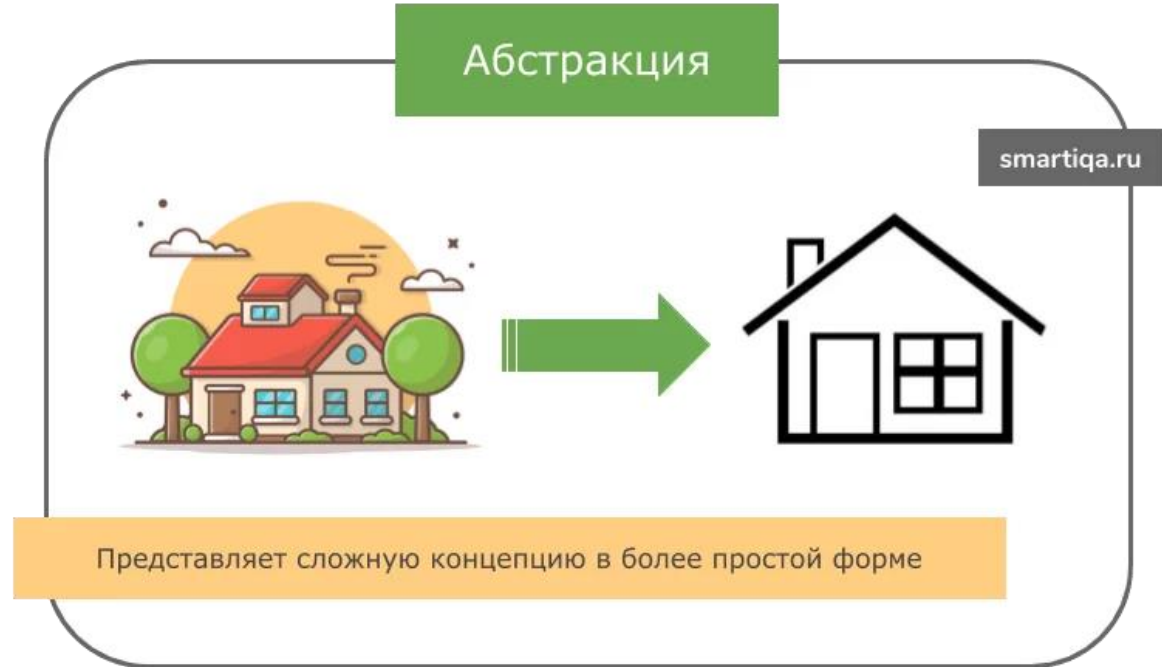 Абстракция
smartiqa.ru
Представляет сложную концепцию в более простой форме